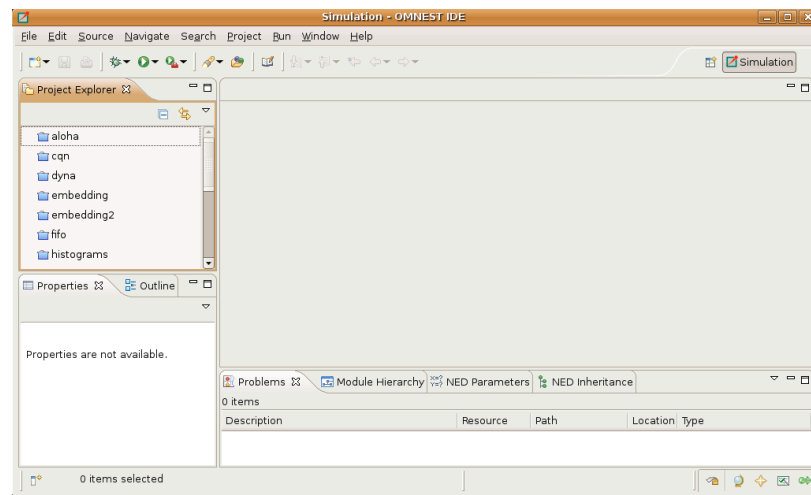 Simulation - OMNEST IDE
File Edit Source Navigate Search Project Run Window Help
Simulation
Project Explorer
aloha
cqn
dyna
embedding
embedding2
fifo
histograms
Properties Outline
Properties are not available.
Problems Module Hierarchy NED Parameters NED Inheritance
0 items
Description Resource Path Location Type
0 items selected